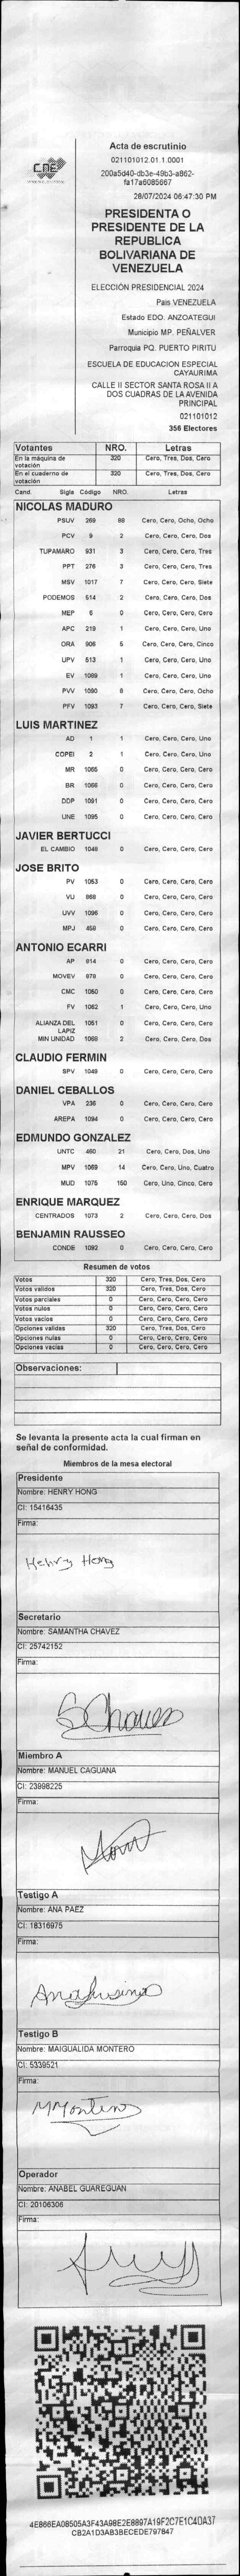 CNE
Acta de escrutinio
021101012.01.1.0001
200a5d40-db3e-49b3-a862-
fa17a6085667
28/07/2024 06:47:30 PM
PRESIDENTA O
PRESIDENTE DE LA
REPUBLICA
BOLIVARIANA DE
VENEZUELA
ELECCIÓN PRESIDENCIAL 2024
Pais VENEZUELA
Estado EDO. ANZOATEGUI
Municipio MP. PEÑALVER
Parroquia PQ. PUERTO PIRITU
ESCUELA DE EDUCACION ESPECIAL
CAYAURIMA
CALLE II SECTOR SANTA ROSA II A
DOS CUADRAS DE LA AVENIDA
PRINCIPAL
021101012
356 Electores
Votantes NRO. Letras
En la máquina de votación 320 Cero, Tres, Dos, Cero
En el cuaderno de votación 320 Cero, Tres, Dos, Cero
Cand. Sigla Código NRO. Letras
NICOLAS MADURO
PSUV 269 88 Cero, Cero, Ocho, Ocho
PCV 9 2 Cero, Cero, Cero, Dos
TUPAMARO 931 3 Cero, Cero, Cero, Tres
PPT 276 3 Cero, Cero, Cero, Tres
MSV 1017 7 Cero, Cero, Cero, Siete
PODEMOS 514 2 Cero, Cero, Cero, Dos
MEP 6 0 Cero, Cero, Cero, Cero
APC 219 1 Cero, Cero, Cero, Uno
ORA 906 5 Cero, Cero, Cero, Cinco
UPV 613 1 Cero, Cero, Cero, Uno
EV 1089 1 Cero, Cero, Cero, Uno
PVV 1090 8 Cero, Cero, Cero, Ocho
PFV 1093 7 Cero, Cero, Cero, Siete
LUIS MARTINEZ
AD 1 1 Cero, Cero, Cero, Uno
COPEI 2 1 Cero, Cero, Cero, Uno
MR 1065 0 Cero, Cero, Cero, Cero
BR 1066 0 Cero, Cero, Cero, Cero
DDP 1091 0 Cero, Cero, Cero, Cero
UNE 1095 0 Cero, Cero, Cero, Cero
JAVIER BERTUCCI
EL CAMBIO 1048 0 Cero, Cero, Cero, Cero
JOSE BRITO
PV 1053 0 Cero, Cero, Cero, Cero
VU 868 0 Cero, Cero, Cero, Cero
UVV 1096 0 Cero, Cero, Cero, Cero
MPJ 459 0 Cero, Cero, Cero, Cero
ANTONIO ECARRI
AP 914 0 Cero, Cero, Cero, Cero
MOVEV 979 0 Cero, Cero, Cero, Cero
CMC 1050 0 Cero, Cero, Cero, Cero
FV 1062 1 Cero, Cero, Cero, Uno
ALIANZA DEL LAPIZ 1051 0 Cero, Cero, Cero, Cero
MIN UNIDAD 1068 2 Cero, Cero, Cero, Dos
CLAUDIO FERMIN
SPV 1049 0 Cero, Cero, Cero, Cero
DANIEL CEBALLOS
VPA 236 0 Cero, Cero, Cero, Cero
AREPA 1094 0 Cero, Cero, Cero, Cero
EDMUNDO GONZALEZ
UNTC 460 21 Cero, Cero, Dos, Uno
MPV 1069 14 Cero, Cero, Uno, Cuatro
MUD 1075 150 Cero, Uno, Cinco, Cero
ENRIQUE MARQUEZ
CENTRADOS 1073 2 Cero, Cero, Cero, Dos
BENJAMIN RAUSSEO
CONDE 1092 0 Cero, Cero, Cero, Cero
Resumen de votos
Votos 320 Cero, Tres, Dos, Cero
Votos validos 320 Cero, Tres, Dos, Cero
Votos parciales 0 Cero, Cero, Cero, Cero
Votos nulos 0 Cero, Cero, Cero, Cero
Votos vacios 0 Cero, Cero, Cero, Cero
Opciones validas 320 Cero, Tres, Dos, Cero
Opciones nulas 0 Cero, Cero, Cero, Cero
Opciones vacias 0 Cero, Cero, Cero, Cero
Observaciones:
Se levanta la presente acta la cual firman en
señal de conformidad.
Miembros de la mesa electoral
Presidente
Nombre: HENRY HONG
CI: 15416435
Firma:
Henry Hong
Secretario
Nombre: SAMANTHA CHAVEZ
CI: 25742152
Firma:
SChavez
Miembro A
Nombre: MANUEL CAGUANA
CI: 23998225
Firma:
Testigo A
Nombre: ANA PAEZ
CI: 18316975
Firma:
Testigo B
Nombre: MAIGUALIDA MONTERO
CI: 5339521
Firma:
MMontero
Operador
Nombre: ANABEL GUAREGUAN
CI: 20106306
Firma:
4E866EA08505A3F43A98E2E8897A19F2C7E1C4DA37
CB2A1D3AB3BECEDE797847